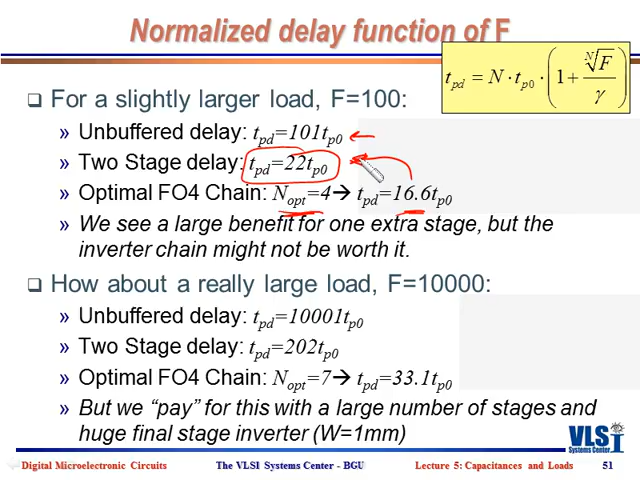 Normalized delay function of F
t_pd = N · t_p0 · (1 + ᴺ√F / γ)
❑ For a slightly larger load, F=100:
» Unbuffered delay: t_pd=101t_p0
» Two Stage delay: t_pd=22t_p0
» Optimal FO4 Chain: N_opt=4→ t_pd=16.6t_p0
» We see a large benefit for one extra stage, but the
inverter chain might not be worth it.
❑ How about a really large load, F=10000:
» Unbuffered delay: t_pd=10001t_p0
» Two Stage delay: t_pd=202t_p0
» Optimal FO4 Chain: N_opt=7→ t_pd=33.1t_p0
» But we “pay” for this with a large number of stages and
huge final stage inverter (W=1mm)
VLSI
Digital Microelectronic Circuits The VLSI Systems Center - BGU Lecture 5: Capacitances and Loads 51